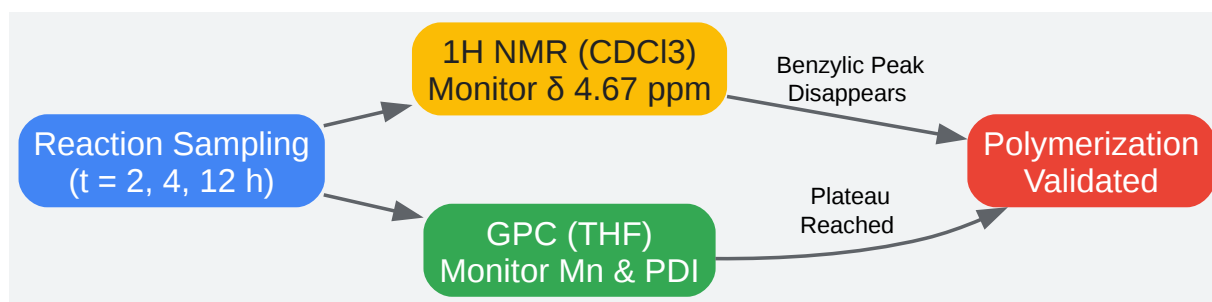 Reaction Sampling
(t = 2, 4, 12 h)
1H NMR (CDCl3)
Monitor δ 4.67 ppm
GPC (THF)
Monitor Mn & PDI
Benzylic Peak
Disappears
Plateau
Reached
Polymerization
Validated